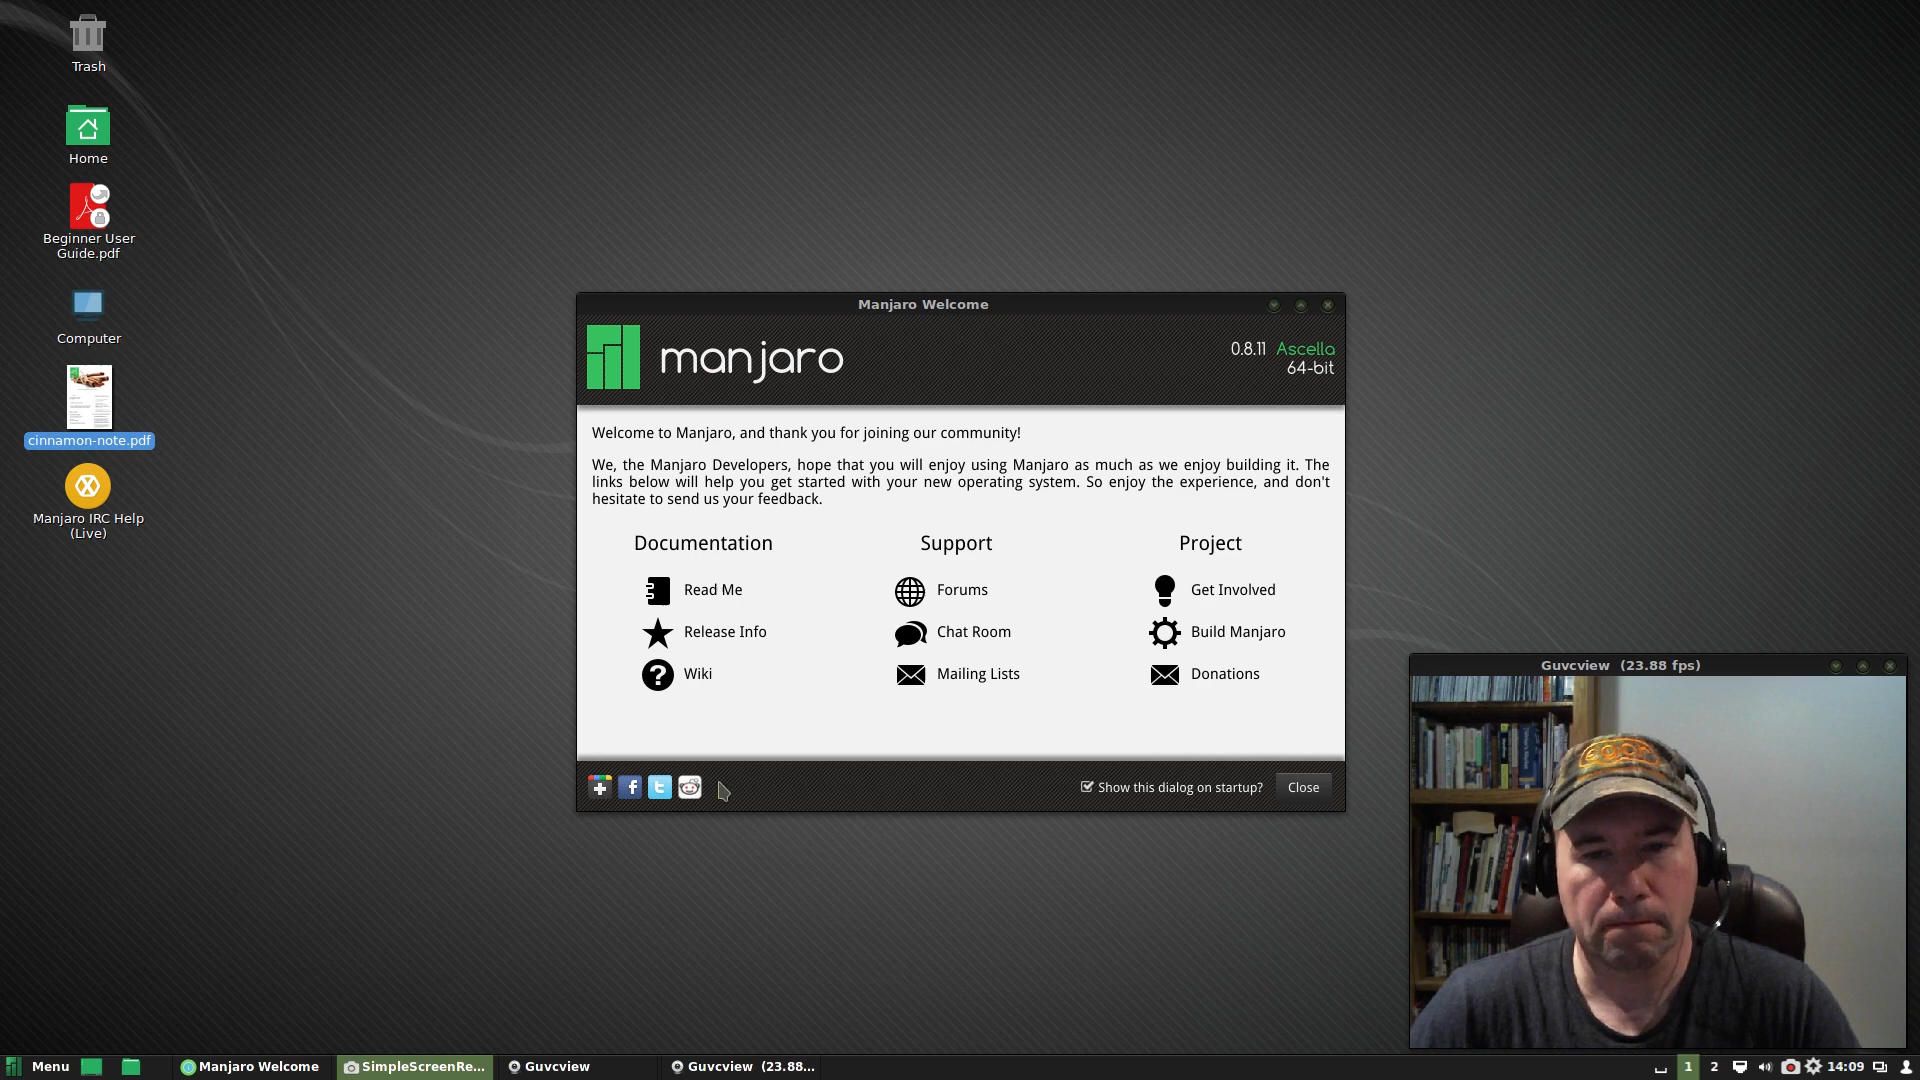 Trash
Home
Beginner User
Guide.pdf
Computer
cinnamon-note.pdf
Manjaro IRC Help
(Live)
Manjaro Welcome
manjaro
0.8.11 Ascella
64-bit
Welcome to Manjaro, and thank you for joining our community!
We, the Manjaro Developers, hope that you will enjoy using Manjaro as much as we enjoy building it. The
links below will help you get started with your new operating system. So enjoy the experience, and don't
hesitate to send us your feedback.
Documentation
Read Me
Release Info
Wiki
Support
Forums
Chat Room
Mailing Lists
Project
Get Involved
Build Manjaro
Donations
Show this dialog on startup?
Close
Guvcview (23.88 fps)
Menu
Manjaro Welcome
SimpleScreenRe...
Guvcview
Guvcview (23.88...
1
2
14:09